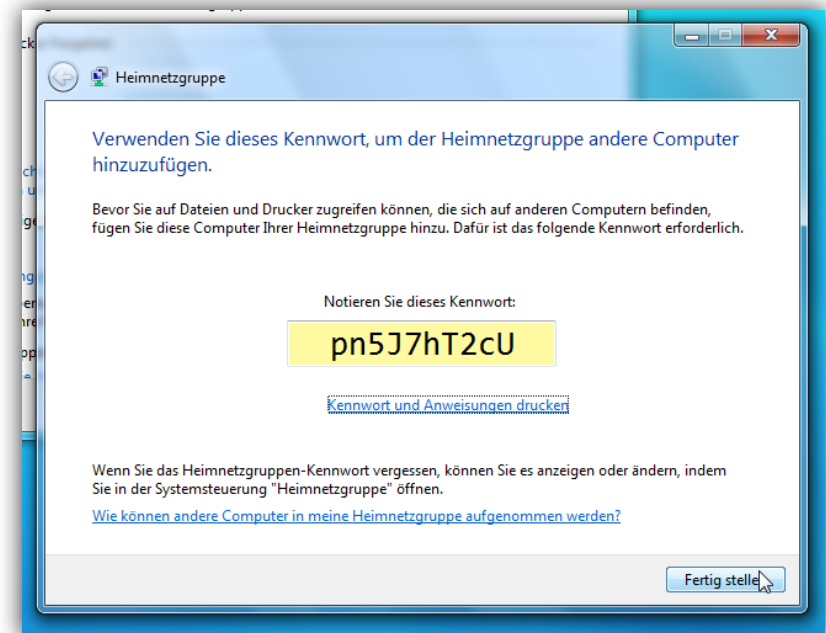 Heimnetzgruppe
Verwenden Sie dieses Kennwort, um der Heimnetzgruppe andere Computer
hinzuzufügen.
Bevor Sie auf Dateien und Drucker zugreifen können, die sich auf anderen Computern befinden,
fügen Sie diese Computer Ihrer Heimnetzgruppe hinzu. Dafür ist das folgende Kennwort erforderlich.
Notieren Sie dieses Kennwort:
pn5J7hT2cU
Kennwort und Anweisungen drucken
Wenn Sie das Heimnetzgruppen-Kennwort vergessen, können Sie es anzeigen oder ändern, indem
Sie in der Systemsteuerung "Heimnetzgruppe" öffnen.
Wie können andere Computer in meine Heimnetzgruppe aufgenommen werden?
Fertig stelle